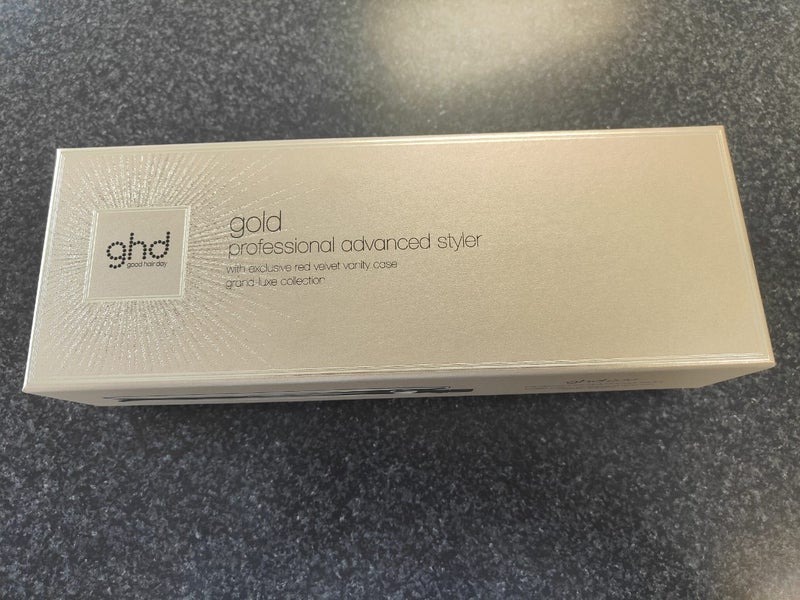 ghd
good hair day
gold
professional advanced styler
with exclusive red velvet vanity case
grand-luxe collection